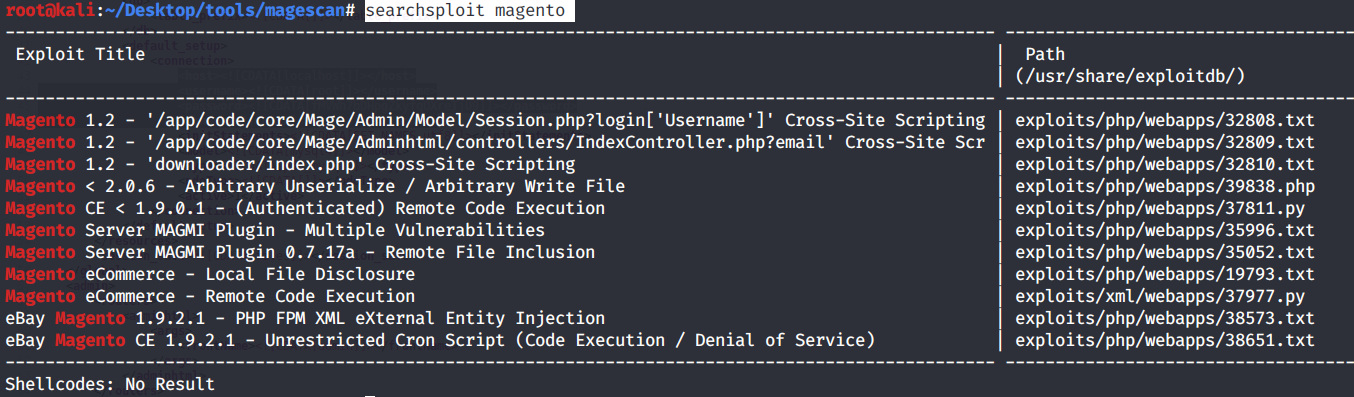 root@kali:~/Desktop/tools/magescan# searchsploit magento
Exploit Title | Path
| (/usr/share/exploitdb/)
Magento 1.2 - '/app/code/core/Mage/Admin/Model/Session.php?login['Username']' Cross-Site Scripting | exploits/php/webapps/32808.txt
Magento 1.2 - '/app/code/core/Mage/Adminhtml/controllers/IndexController.php?email' Cross-Site Scr | exploits/php/webapps/32809.txt
Magento 1.2 - 'downloader/index.php' Cross-Site Scripting | exploits/php/webapps/32810.txt
Magento < 2.0.6 - Arbitrary Unserialize / Arbitrary Write File | exploits/php/webapps/39838.php
Magento CE < 1.9.0.1 - (Authenticated) Remote Code Execution | exploits/php/webapps/37811.py
Magento Server MAGMI Plugin - Multiple Vulnerabilities | exploits/php/webapps/35996.txt
Magento Server MAGMI Plugin 0.7.17a - Remote File Inclusion | exploits/php/webapps/35052.txt
Magento eCommerce - Local File Disclosure | exploits/php/webapps/19793.txt
Magento eCommerce - Remote Code Execution | exploits/xml/webapps/37977.py
eBay Magento 1.9.2.1 - PHP FPM XML eXternal Entity Injection | exploits/php/webapps/38573.txt
eBay Magento CE 1.9.2.1 - Unrestricted Cron Script (Code Execution / Denial of Service) | exploits/php/webapps/38651.txt
Shellcodes: No Result